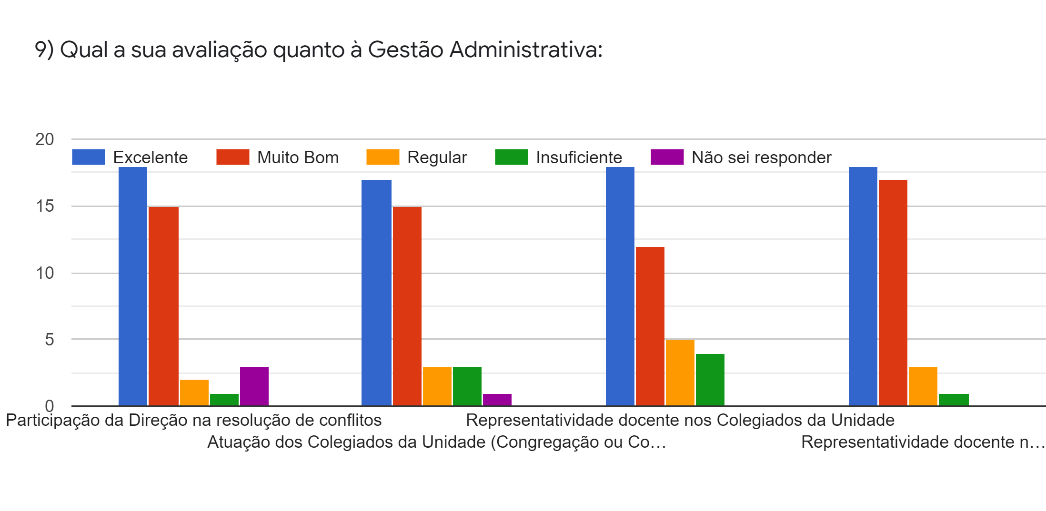 9) Qual a sua avaliação quanto à Gestão Administrativa:
20
Excelente Muito Bom Regular Insuficiente Não sei responder
15
10
5
0
Participação da Direção na resolução de conflitos Representatividade docente nos Colegiados da Unidade
Atuação dos Colegiados da Unidade (Congregação ou Co… Representatividade docente n…